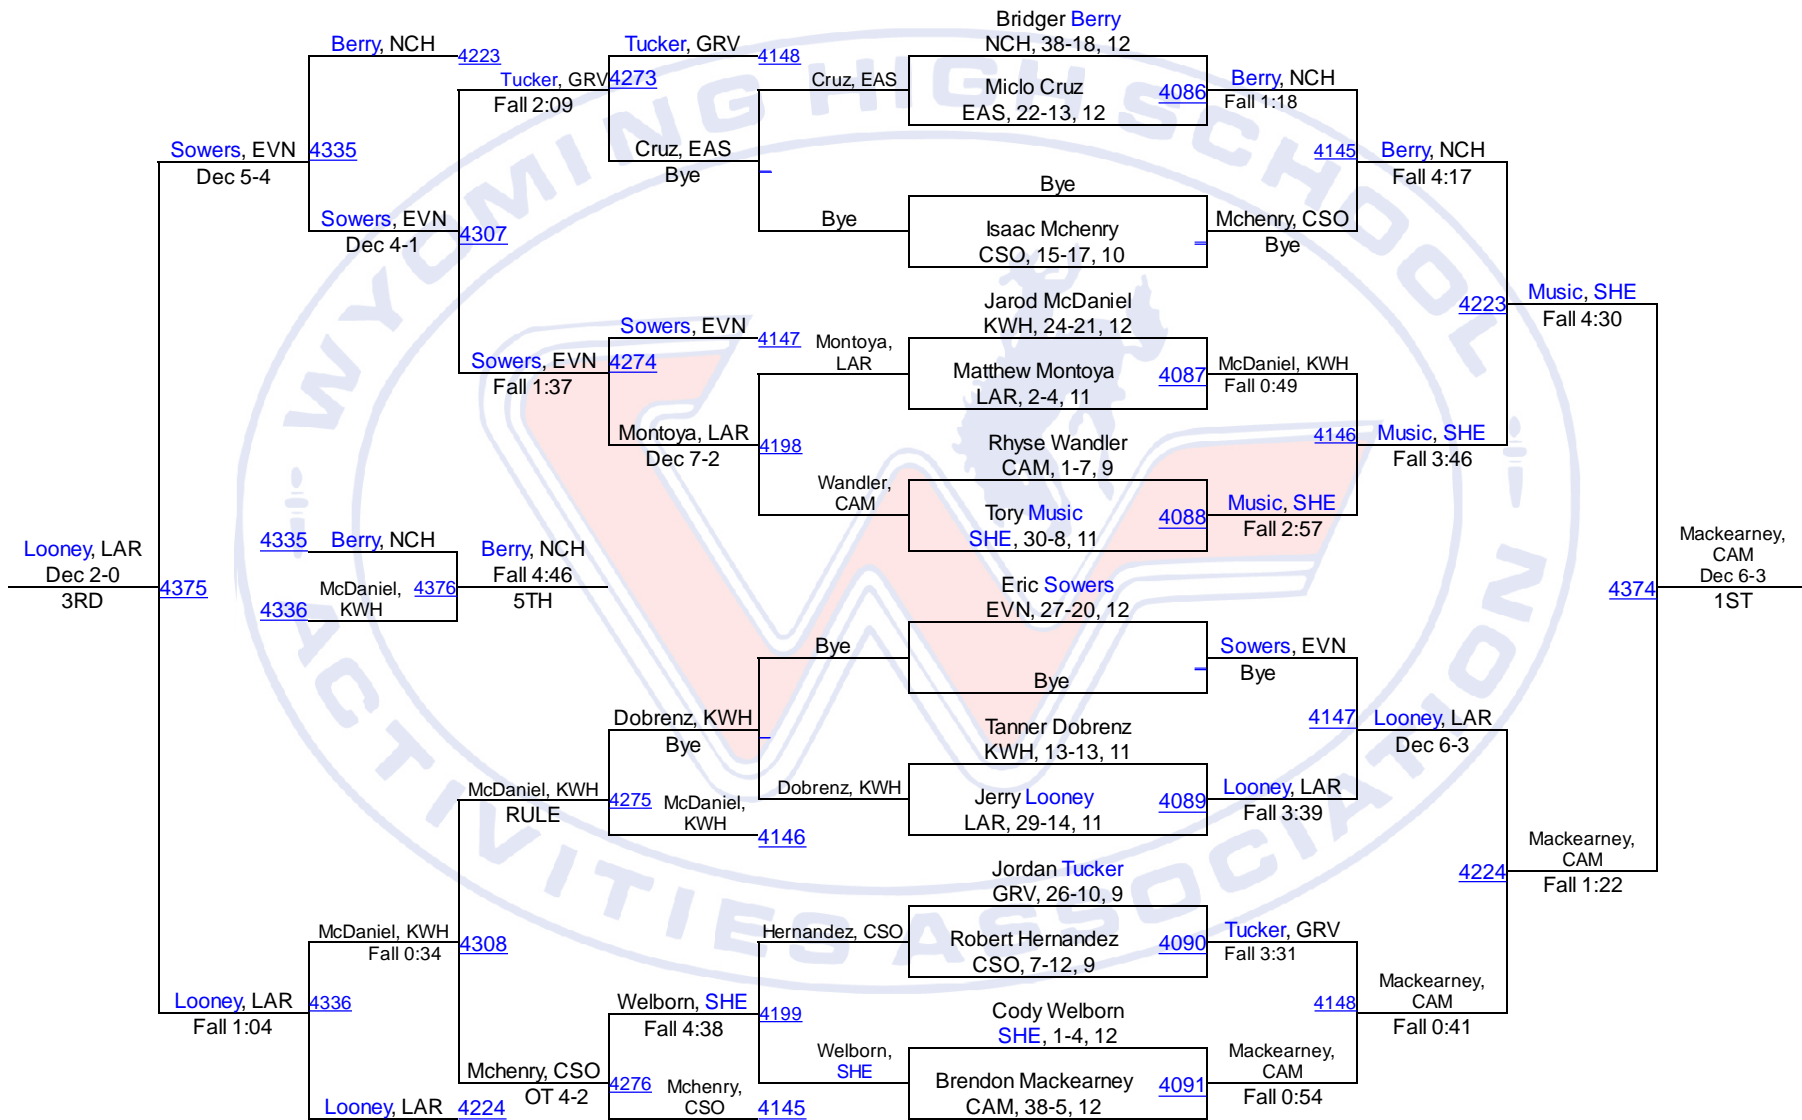 Bridger Berry
NCH, 38-18, 12
Berry, NCH
4223
Tucker, GRV
4148
Tucker, GRV
4273
Fall 2:09
Cruz, EAS
Miclo Cruz
EAS, 22-13, 12
4086
Berry, NCH
Fall 1:18
Sowers, EVN
4335
Dec 5-4
Cruz, EAS
Bye
4145
Berry, NCH
Fall 4:17
Bye
Sowers, EVN
4307
Dec 4-1
Bye
Isaac Mchenry
CSO, 15-17, 10
Mchenry, CSO
Bye
Jarod McDaniel
KWH, 24-21, 12
4223
Music, SHE
Fall 4:30
Sowers, EVN
4147
Montoya,
LAR
Sowers, EVN
4274
Fall 1:37
Matthew Montoya
LAR, 2-4, 11
4087
McDaniel, KWH
Fall 0:49
Montoya, LAR
4198
Dec 7-2
Rhyse Wandler
CAM, 1-7, 9
4146
Music, SHE
Fall 3:46
Wandler,
CAM
Tory Music
SHE, 30-8, 11
4088
Music, SHE
Fall 2:57
Looney, LAR
Dec 2-0
3RD
4375
4335
Berry, NCH
4336
McDaniel,
KWH
4376
Berry, NCH
Fall 4:46
5TH
Eric Sowers
EVN, 27-20, 12
4374
Mackearney,
CAM
Dec 6-3
1ST
Bye
Bye
Sowers, EVN
Bye
Dobrenz, KWH
Bye
Tanner Dobrenz
KWH, 13-13, 11
4147
Looney, LAR
Dec 6-3
McDaniel, KWH
RULE
4275
McDaniel,
KWH
4146
Dobrenz, KWH
Jerry Looney
LAR, 29-14, 11
4089
Looney, LAR
Fall 3:39
Jordan Tucker
GRV, 26-10, 9
4224
Mackearney,
CAM
Fall 1:22
McDaniel, KWH
Fall 0:34
4308
Hernandez, CSO
Robert Hernandez
CSO, 7-12, 9
4090
Tucker, GRV
Fall 3:31
Looney, LAR
Fall 1:04
4336
Welborn, SHE
Fall 4:38
4199
Cody Welborn
SHE, 1-4, 12
4148
Mackearney,
CAM
Fall 0:41
Welborn,
SHE
Mchenry, CSO
OT 4-2
4276
Mchenry,
CSO
4145
Brendon Mackearney
CAM, 38-5, 12
4091
Mackearney,
CAM
Fall 0:54
Looney, LAR
4224
WYOMING HIGH SCHOOL
ACTIVITIES ASSOCIATION